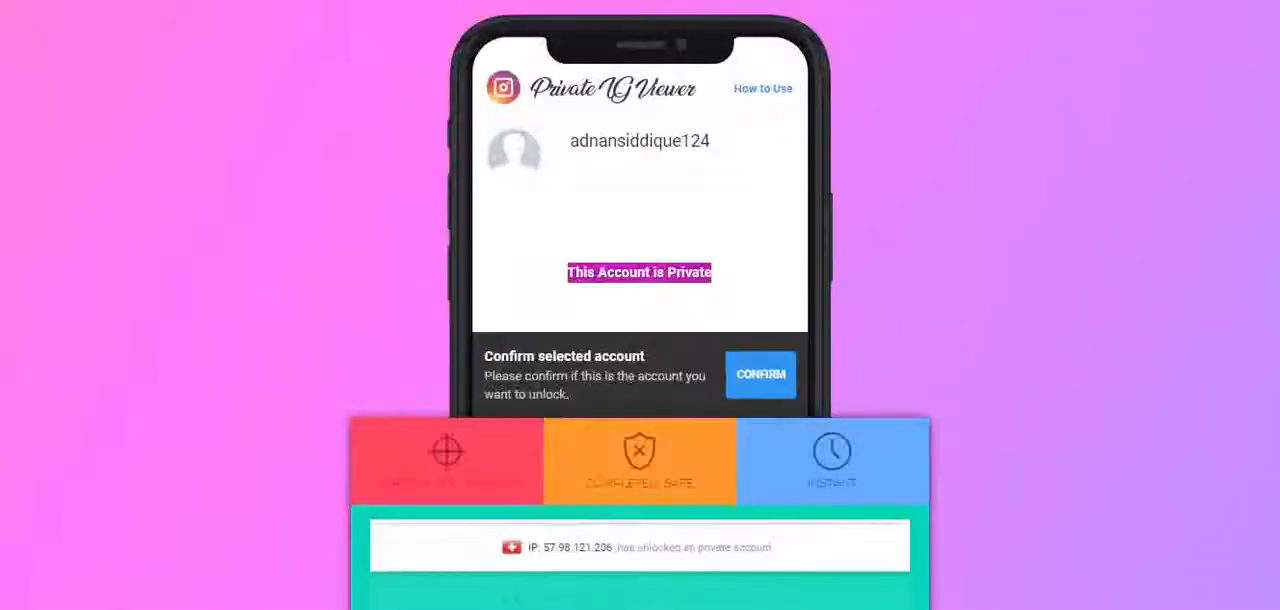 Private IG Viewer
How to Use
adnansiddique124
This Account is Private
Confirm selected account
Please confirm if this is the account you
want to unlock.
CONFIRM
COMPLETELY SAFE
INSTANT
IP: 57.98.121.206 has unlocked an private account